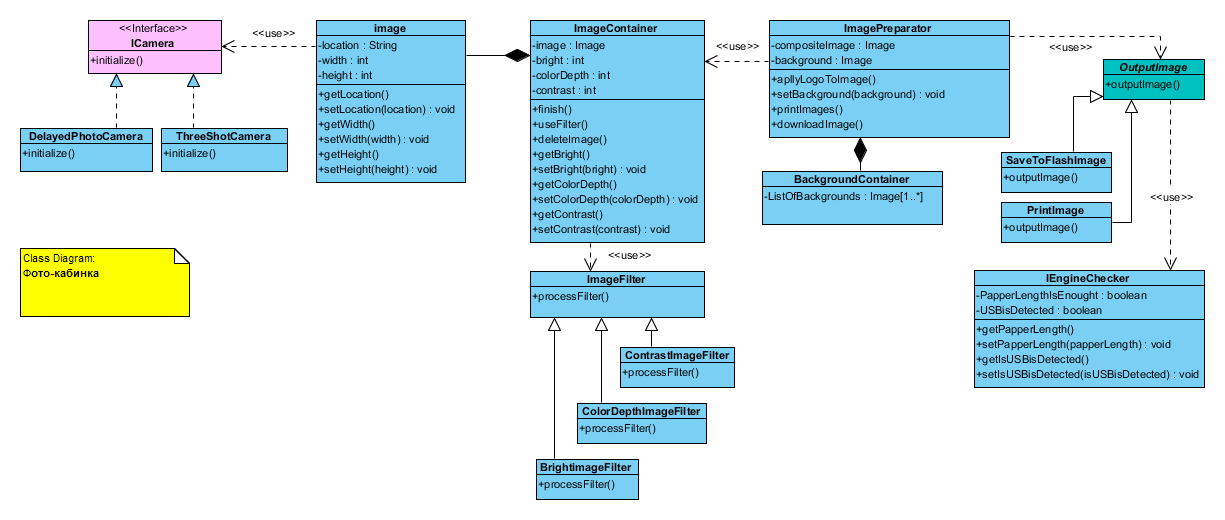 <<Interface>>
ICamera
+initialize()
<<use>>
DelayedPhotoCamera
+initialize()
ThreeShotCamera
+initialize()
image
-location : String
-width : int
-height : int
+getLocation()
+setLocation(location) : void
+getWidth()
+setWidth(width) : void
+getHeight()
+setHeight(height) : void
ImageContainer
-image : Image
-bright : int
-colorDepth : int
-contrast : int
+finish()
+useFilter()
+deleteImage()
+getBright()
+setBright(bright) : void
+getColorDepth()
+setColorDepth(colorDepth) : void
+getContrast()
+setContrast(contrast) : void
<<use>>
ImagePreparator
-compositeImage : Image
-background : Image
+apllyLogoToImage()
+setBackground(background) : void
+printImages()
+downloadImage()
<<use>>
OutputImage
+outputImage()
BackgroundContainer
-ListOfBackgrounds : Image[1..*]
SaveToFlashImage
+outputImage()
PrintImage
+outputImage()
<<use>>
IEngineChecker
-PapperLengthIsEnought : boolean
-USBisDetected : boolean
+getPapperLength()
+setPapperLength(papperLength) : void
+getIsUSBisDetected()
+setIsUSBisDetected(isUSBisDetected) : void
<<use>>
ImageFilter
+processFilter()
ContrastImageFilter
+processFilter()
ColorDepthImageFilter
+processFilter()
BrightimageFilter
+processFilter()
Class Diagram:
Фото-кабинка